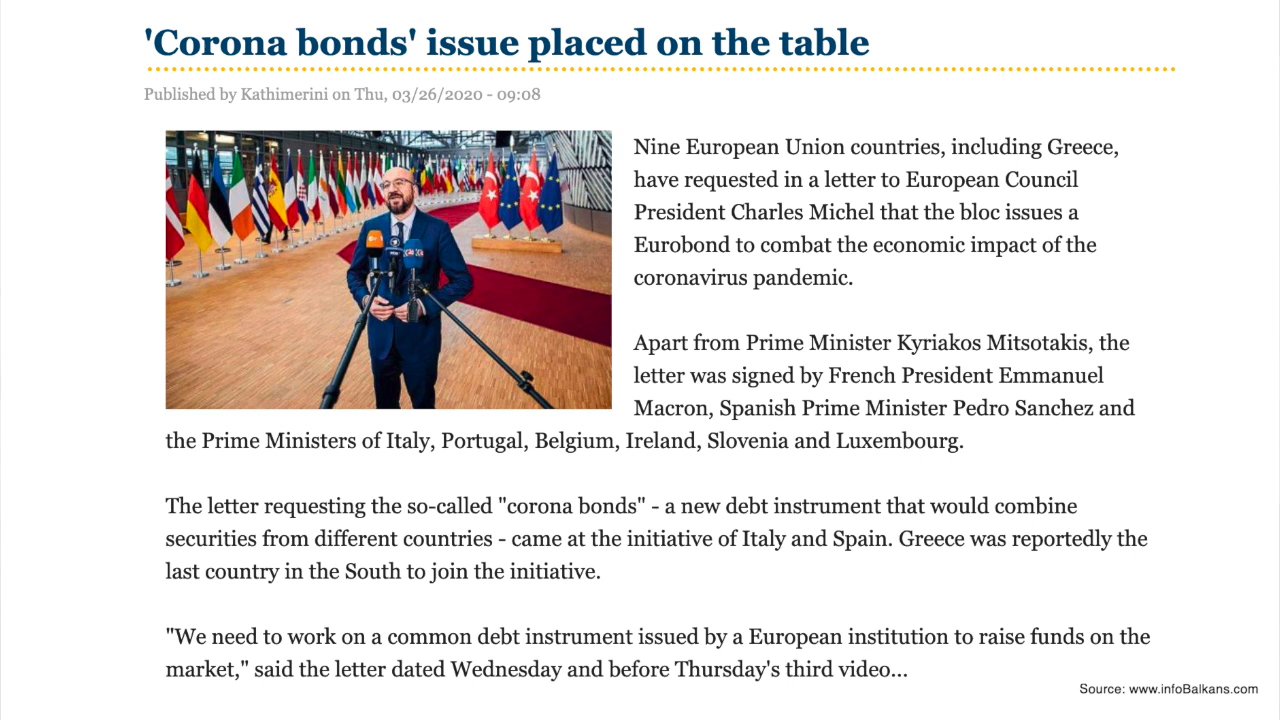 'Corona bonds' issue placed on the table
Published by Kathimerini on Thu, 03/26/2020 - 09:08
Nine European Union countries, including Greece,
have requested in a letter to European Council
President Charles Michel that the bloc issues a
Eurobond to combat the economic impact of the
coronavirus pandemic.
Apart from Prime Minister Kyriakos Mitsotakis, the
letter was signed by French President Emmanuel
Macron, Spanish Prime Minister Pedro Sanchez and
the Prime Ministers of Italy, Portugal, Belgium, Ireland, Slovenia and Luxembourg.
The letter requesting the so-called "corona bonds" - a new debt instrument that would combine
securities from different countries - came at the initiative of Italy and Spain. Greece was reportedly the
last country in the South to join the initiative.
"We need to work on a common debt instrument issued by a European institution to raise funds on the
market," said the letter dated Wednesday and before Thursday's third video...
Source: www.infoBalkans.com